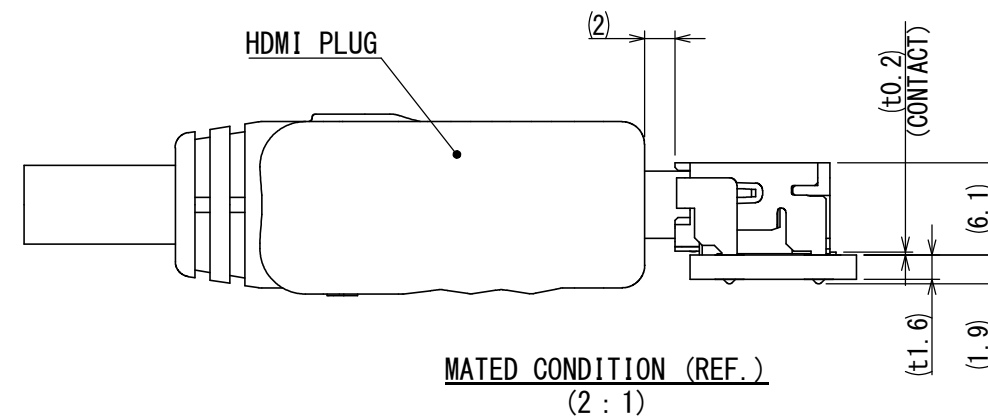 HDMI PLUG
(2)
(t0.2)
(CONTACT)
(6.1)
(t1.6)
(1.9)
MATED CONDITION (REF.)
(2 : 1)